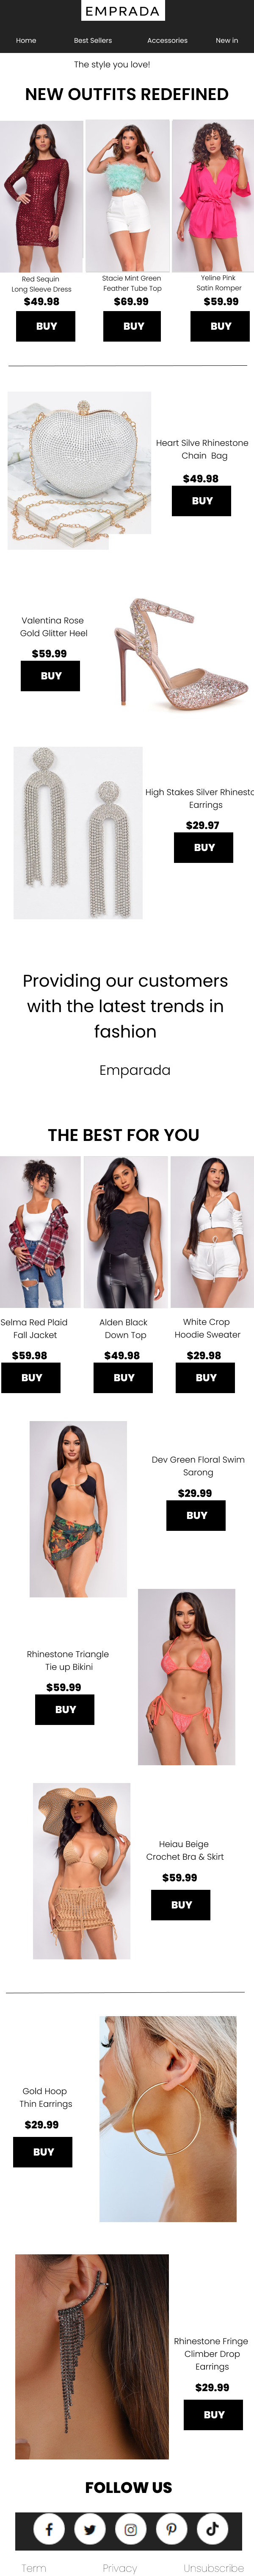 EMPRADA
Home Best Sellers Accessories New in
The style you love!
NEW OUTFITS REDEFINED
Red Sequin
Long Sleeve Dress
$49.98
BUY
Stacie Mint Green
Feather Tube Top
$69.99
BUY
Yeline Pink
Satin Romper
$59.99
BUY
Heart Silve Rhinestone
Chain Bag
$49.98
BUY
Valentina Rose
Gold Glitter Heel
$59.99
BUY
High Stakes Silver Rhinesto
Earrings
$29.97
BUY
Providing our customers
with the latest trends in
fashion
Emparada
THE BEST FOR YOU
Selma Red Plaid
Fall Jacket
$59.98
BUY
Alden Black
Down Top
$49.98
BUY
White Crop
Hoodie Sweater
$29.98
BUY
Dev Green Floral Swim
Sarong
$29.99
BUY
Rhinestone Triangle
Tie up Bikini
$59.99
BUY
Heiau Beige
Crochet Bra & Skirt
$59.99
BUY
Gold Hoop
Thin Earrings
$29.99
BUY
Rhinestone Fringe
Climber Drop
Earrings
$29.99
BUY
FOLLOW US
Term Privacy Unsubscribe